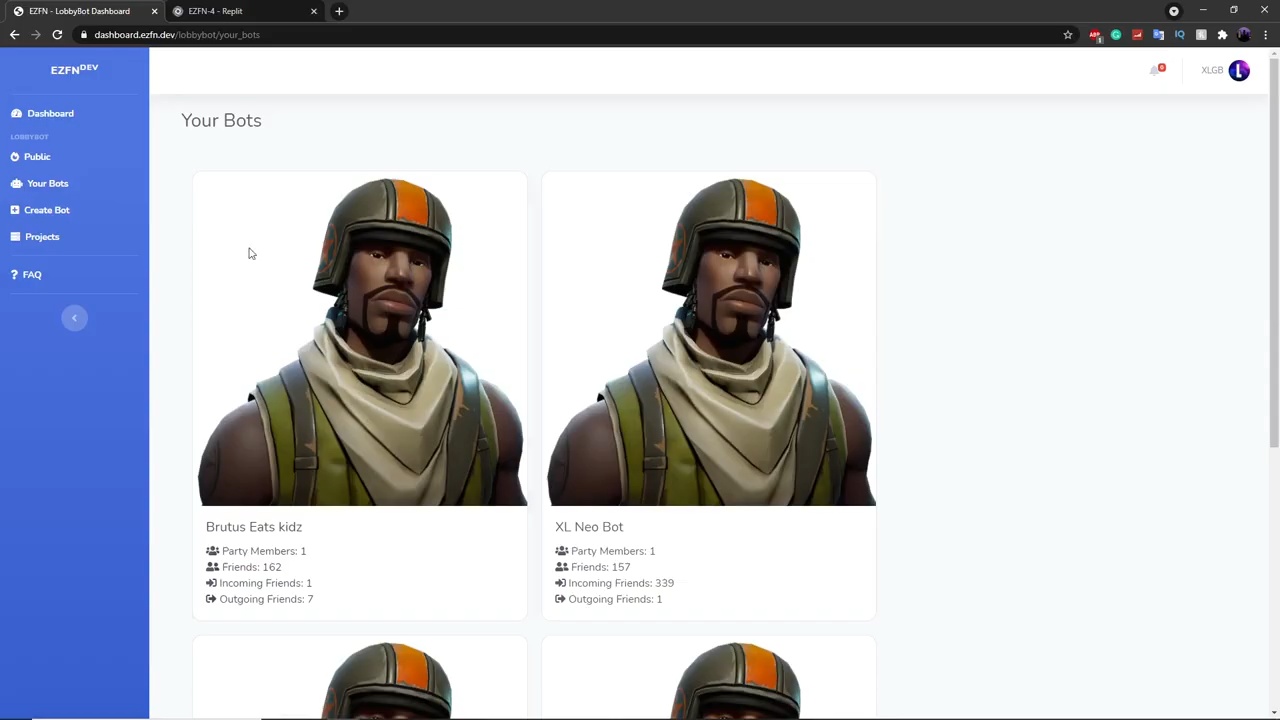 EZFN - LobbyBot Dashboard
EZFN-4 - Replit
dashboard.ezfn.dev/lobbybot/your_bots
EZFN DEV
Dashboard
LOBBYBOT
Public
Your Bots
Create Bot
Projects
FAQ
XLGB
Your Bots
Brutus Eats kidz
Party Members: 1
Friends: 162
Incoming Friends: 1
Outgoing Friends: 7
XL Neo Bot
Party Members: 1
Friends: 157
Incoming Friends: 339
Outgoing Friends: 1